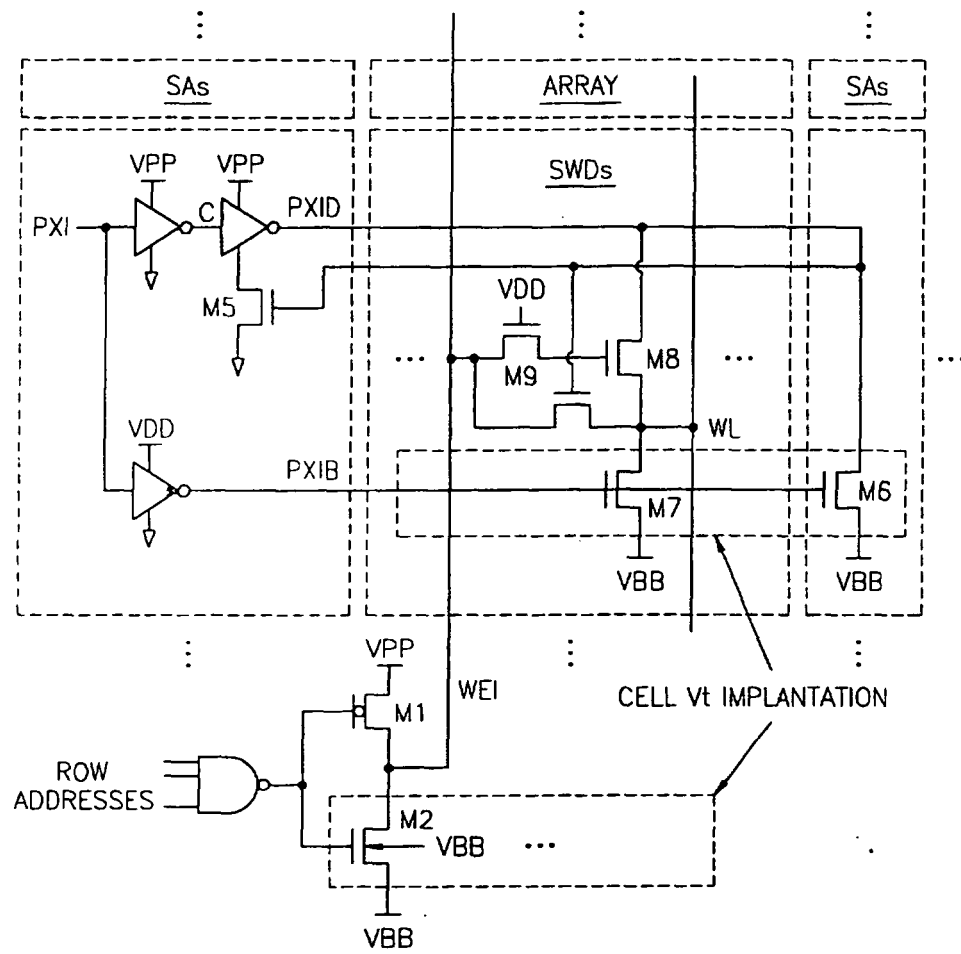 SAs
ARRAY
SAs
SWDs
VPP
VPP
PXI
C
PXID
M5
VDD
M9
M8
WL
VDD
PXIB
M7
M6
VBB
VBB
VPP
WEI
M1
CELL Vt IMPLANTATION
ROW
ADDRESSES
M2
VBB
VBB